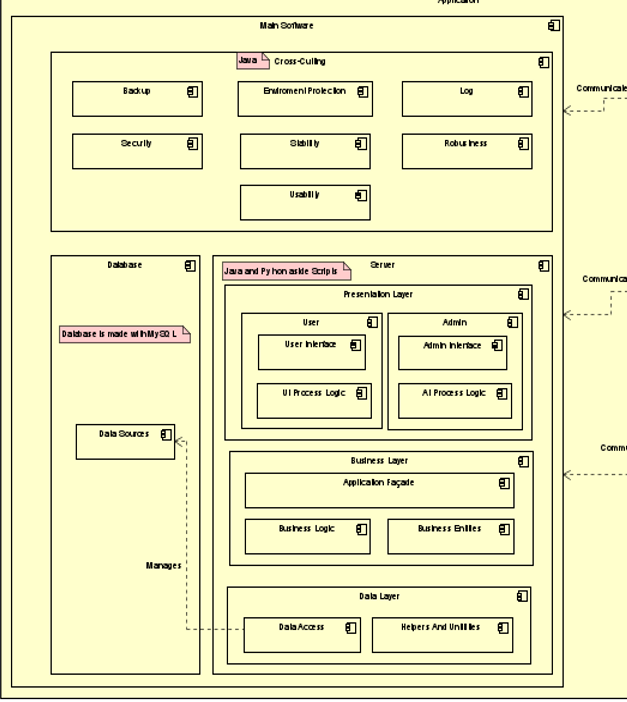 Application
Main Software
Java
Cross-Cutting
Backup
Enviroment Protection
Log
Communicate
Security
Stability
Robustness
Usability
Database
Server
Java and Python aside Scripts
Communica
Presentation Layer
User
Admin
Database is made with MySQL
User Interface
Admin Interface
UI Process Logic
AI Process Logic
Data Sources
Commu
Business Layer
Application Façade
Business Logic
Business Entities
Manages
Data Layer
Data Access
Helpers And Unitilies